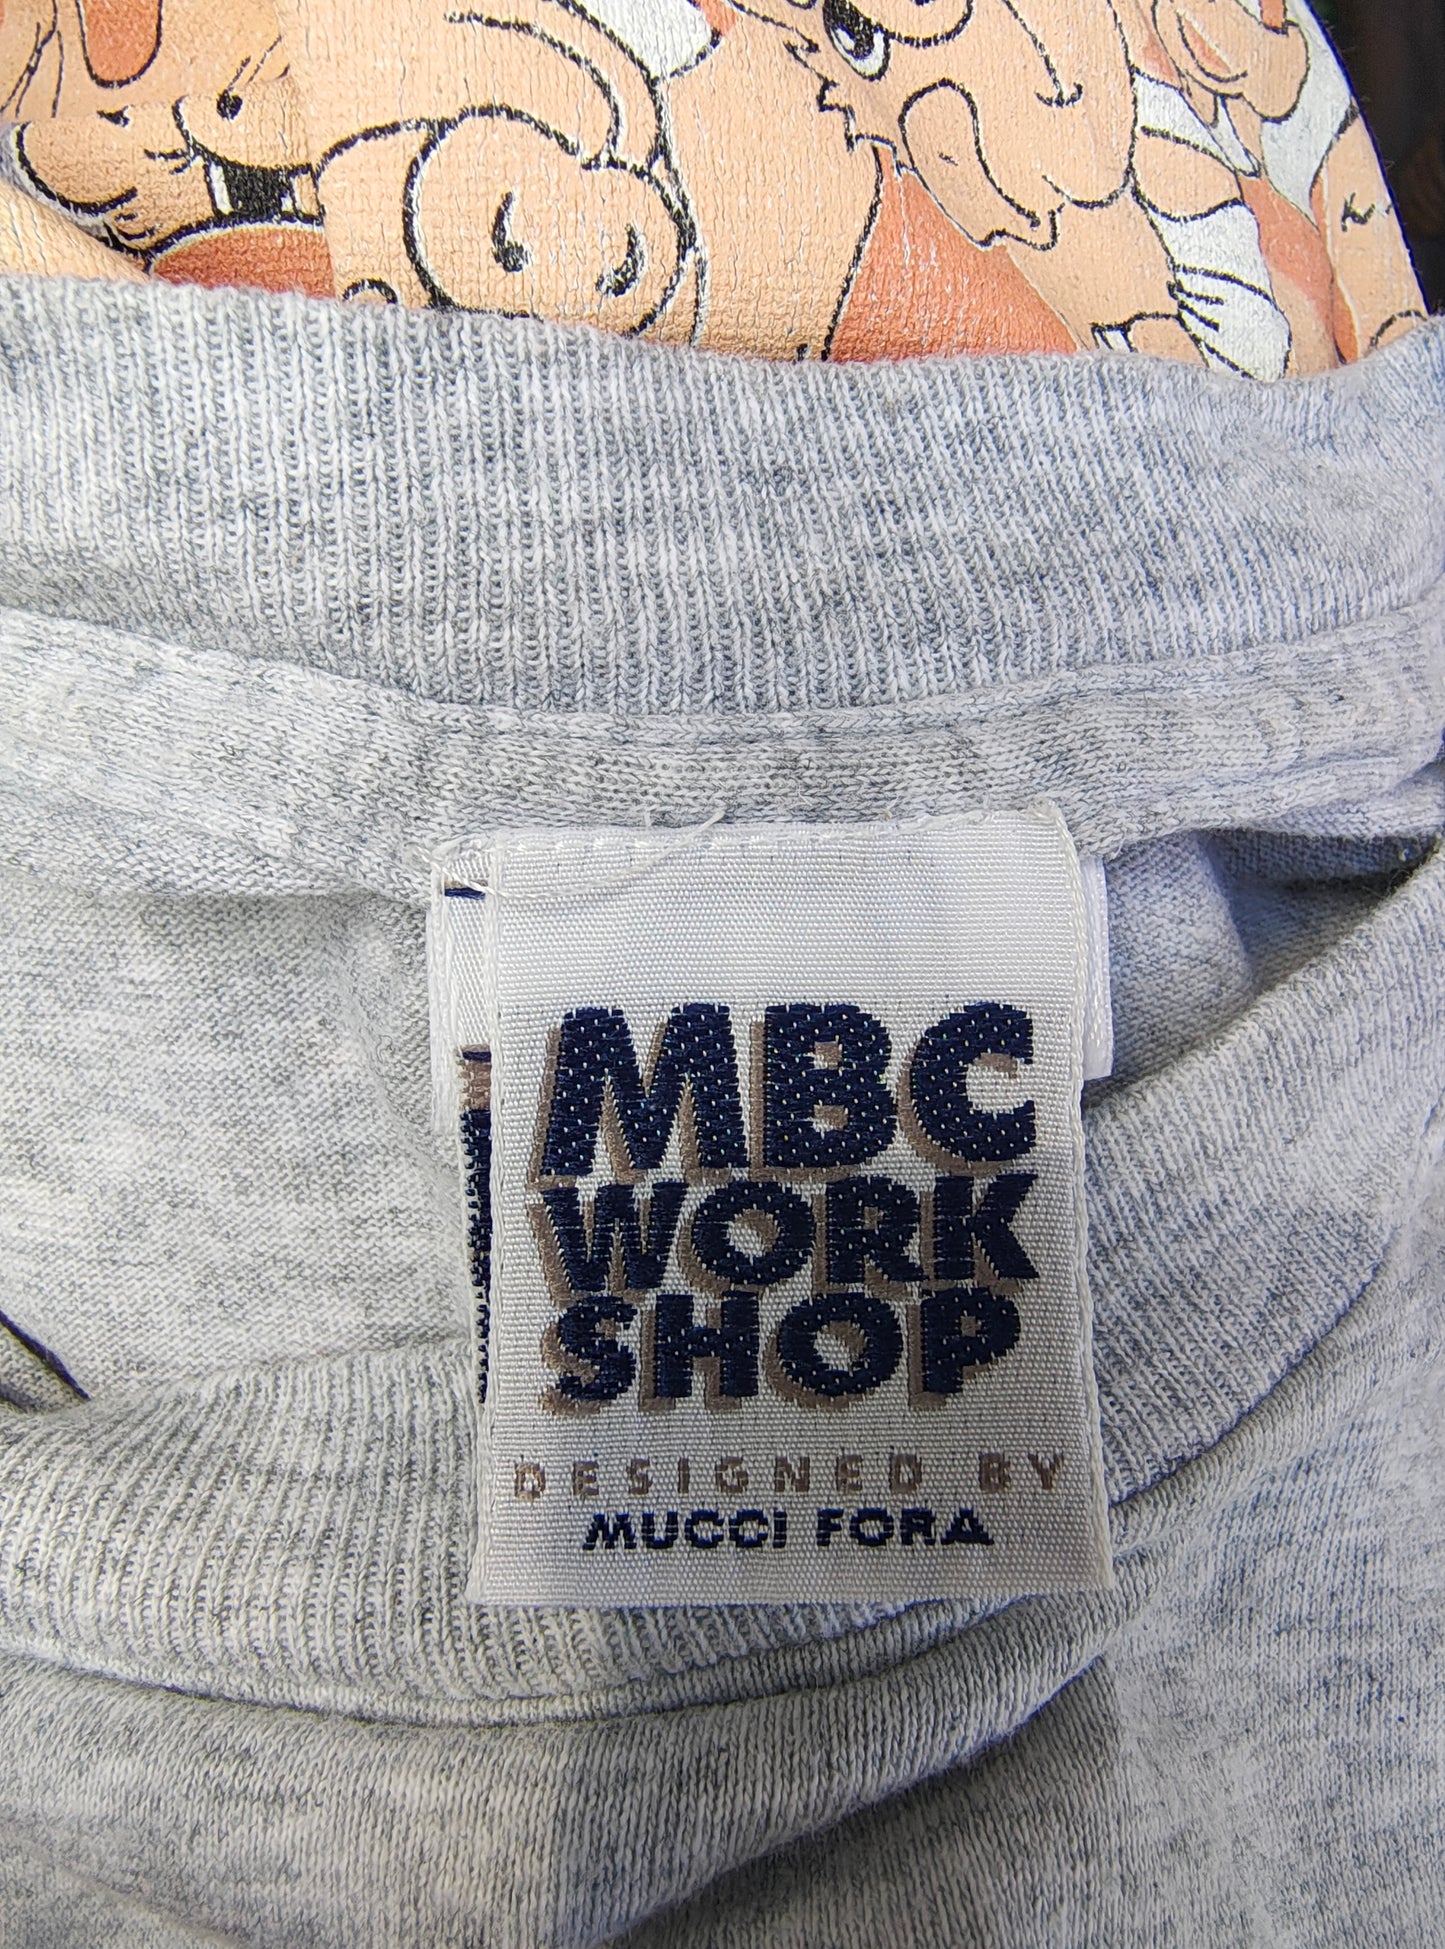 MBC
WORK
SHOP
DESIGNED BY
MUCCI FORA